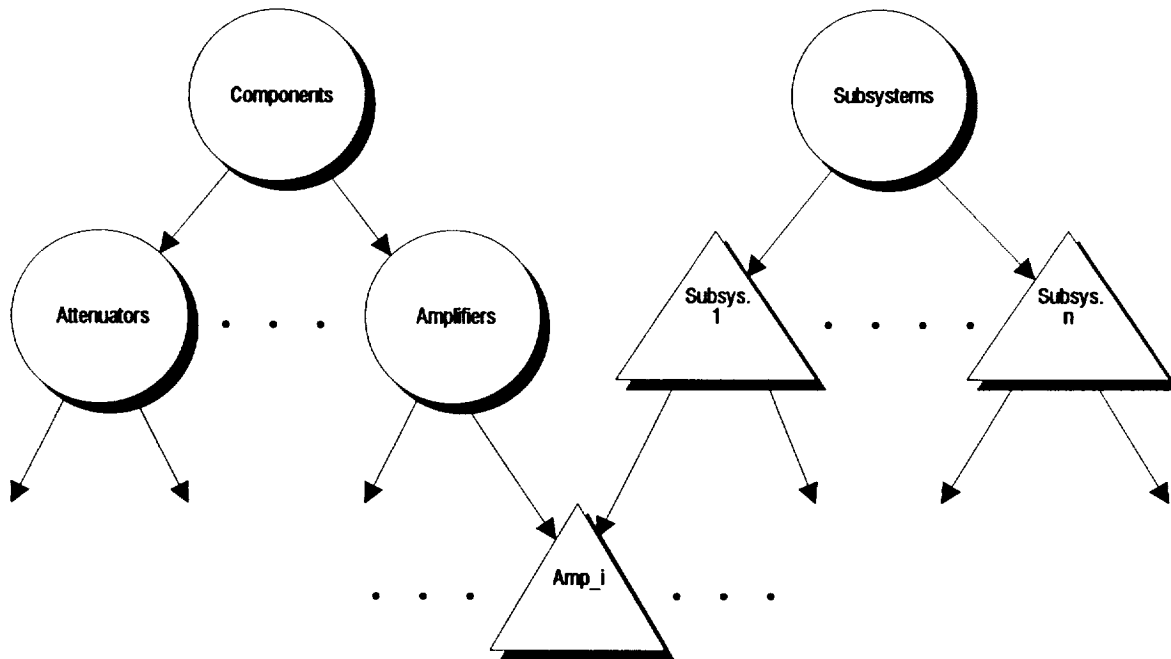 Components
Subsystems
Attenuators
Amplifiers
Subsys.
1
Subsys.
n
Amp_i